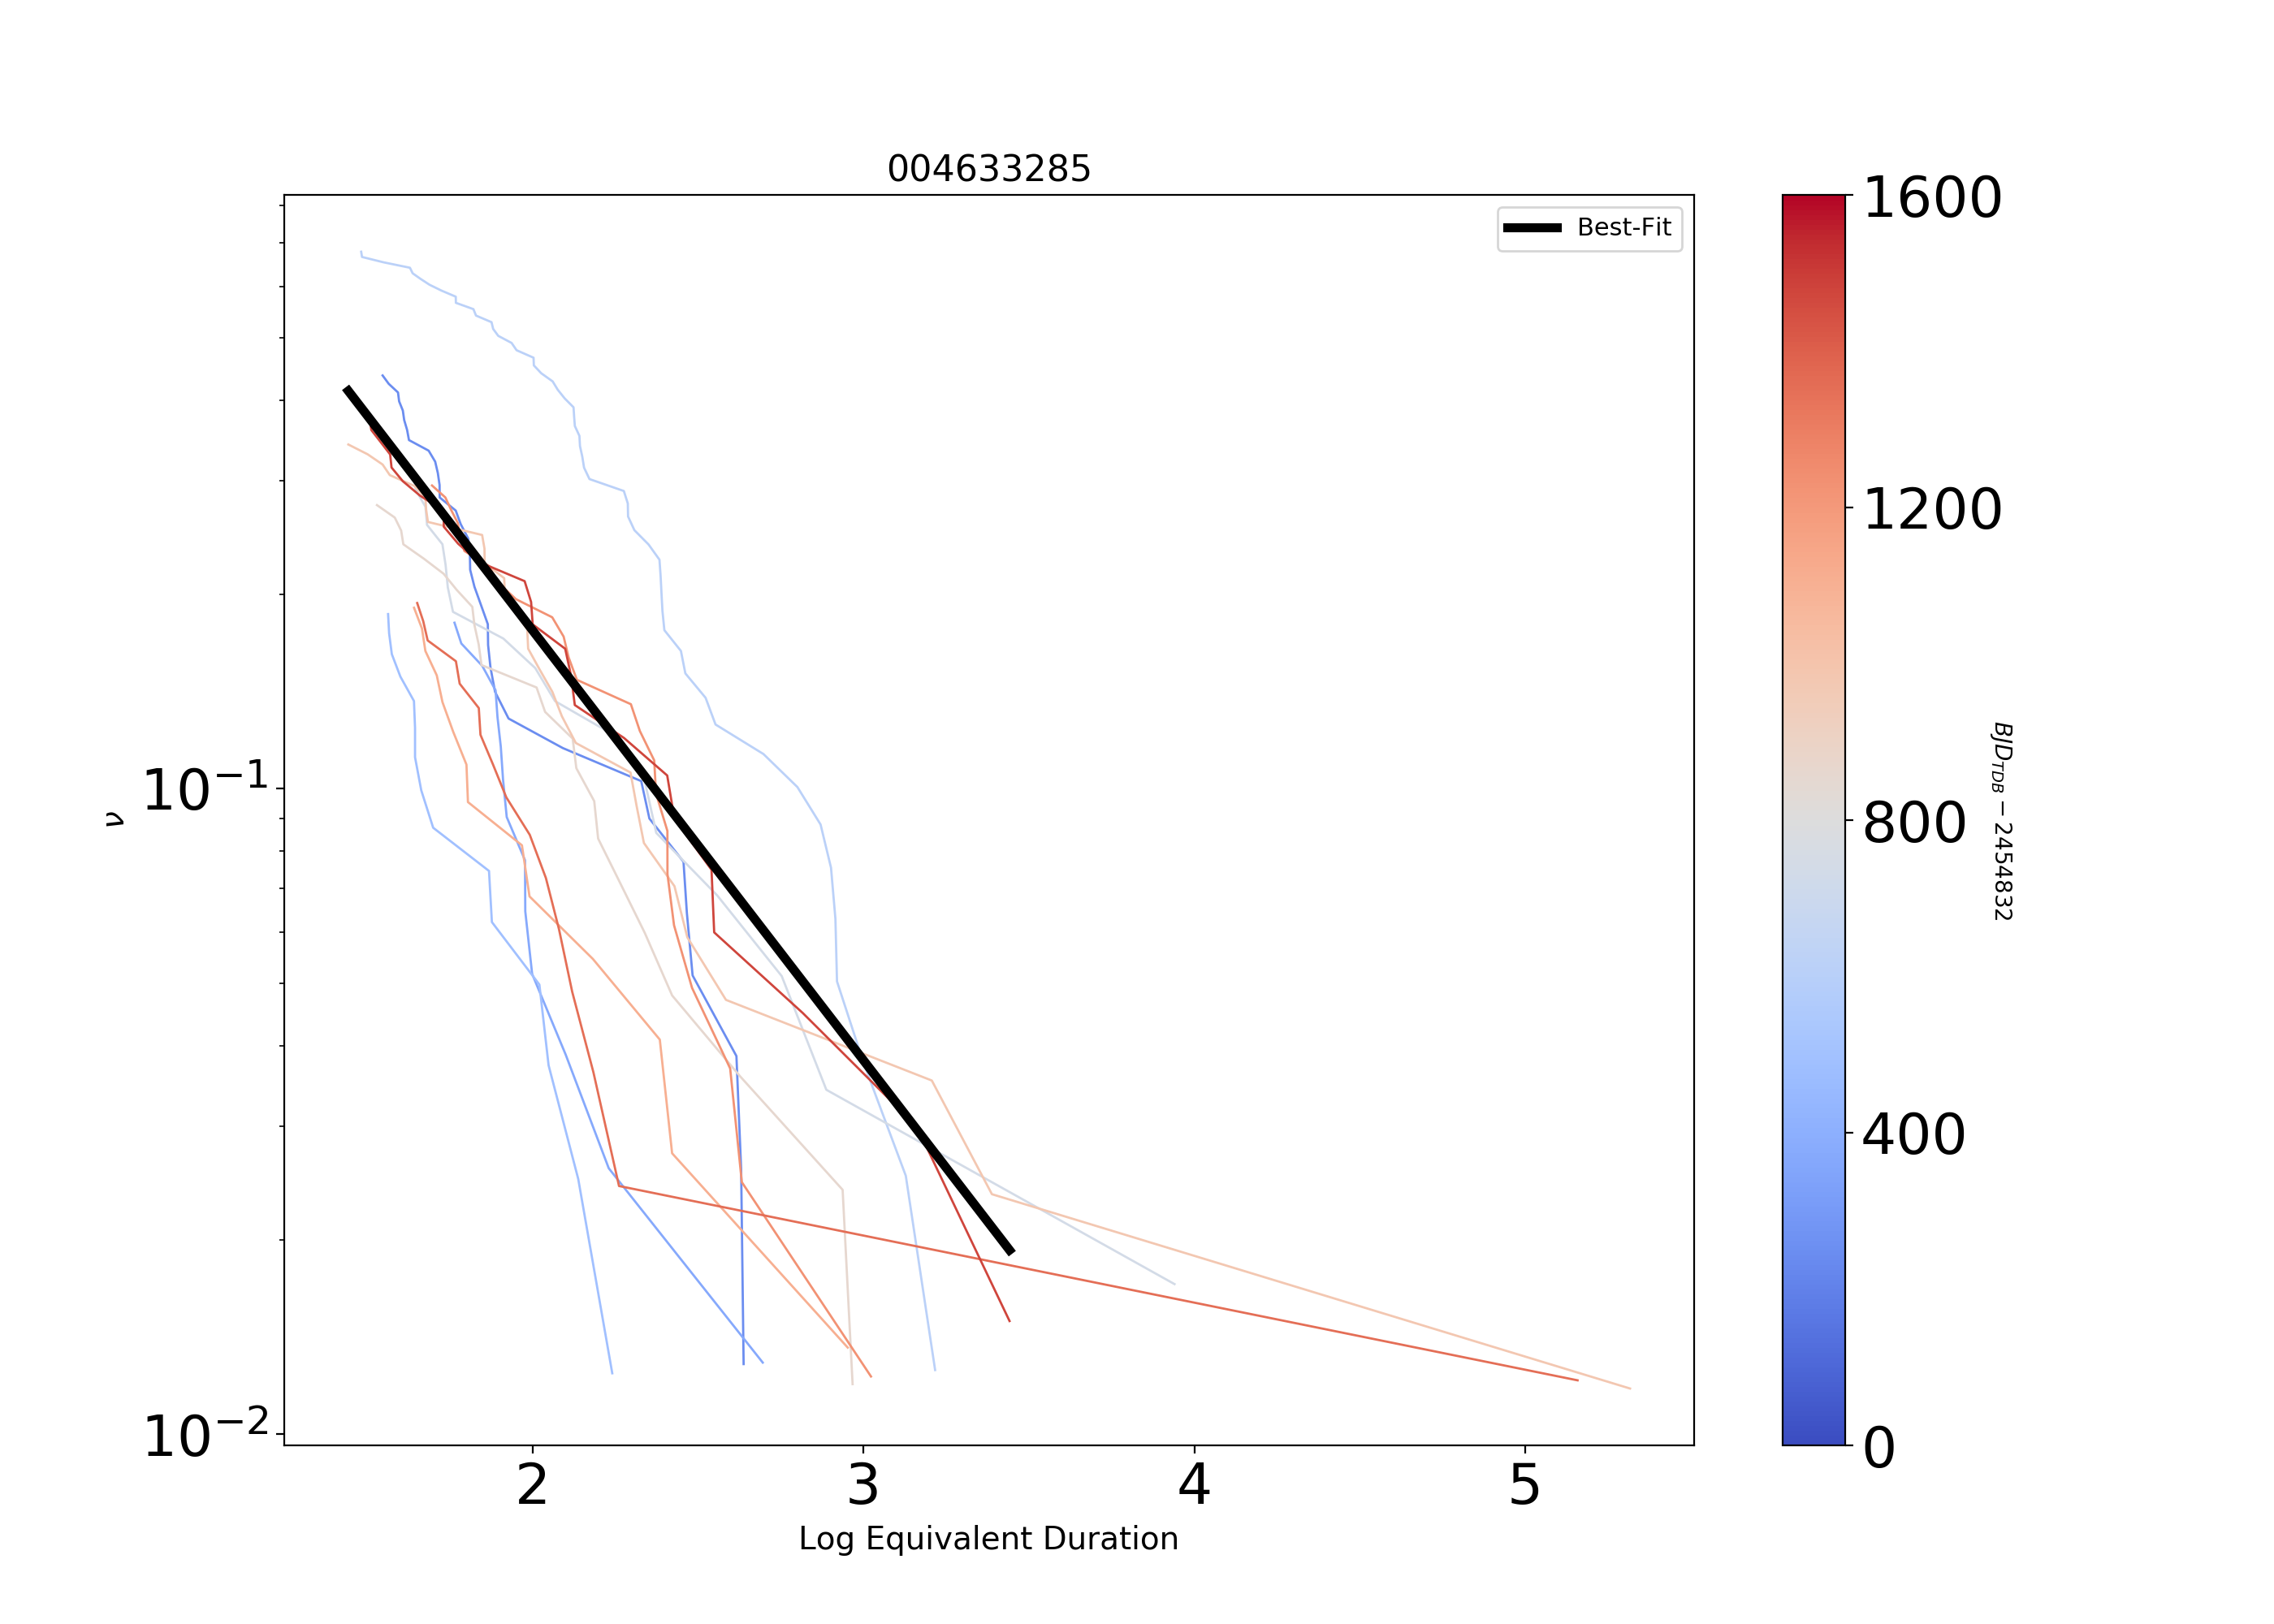 004633285
Best-Fit
10⁻¹
10⁻²
ν
2 3 4 5
Log Equivalent Duration
1600
1200
800
400
0
BJD_TDB − 2454832